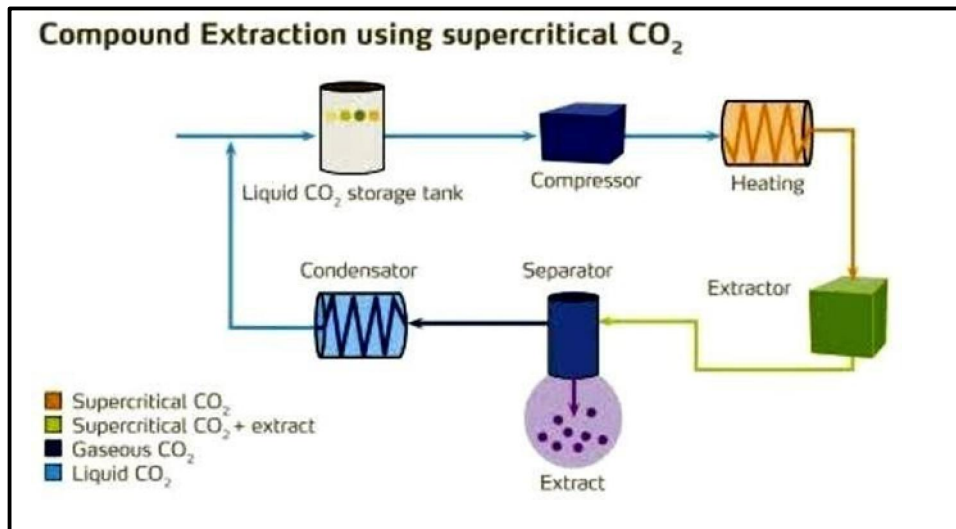 Compound Extraction using supercritical CO₂
Liquid CO₂ storage tank
Compressor
Heating
Condensator
Separator
Extractor
Supercritical CO₂
Supercritical CO₂ + extract
Gaseous CO₂
Liquid CO₂
Extract